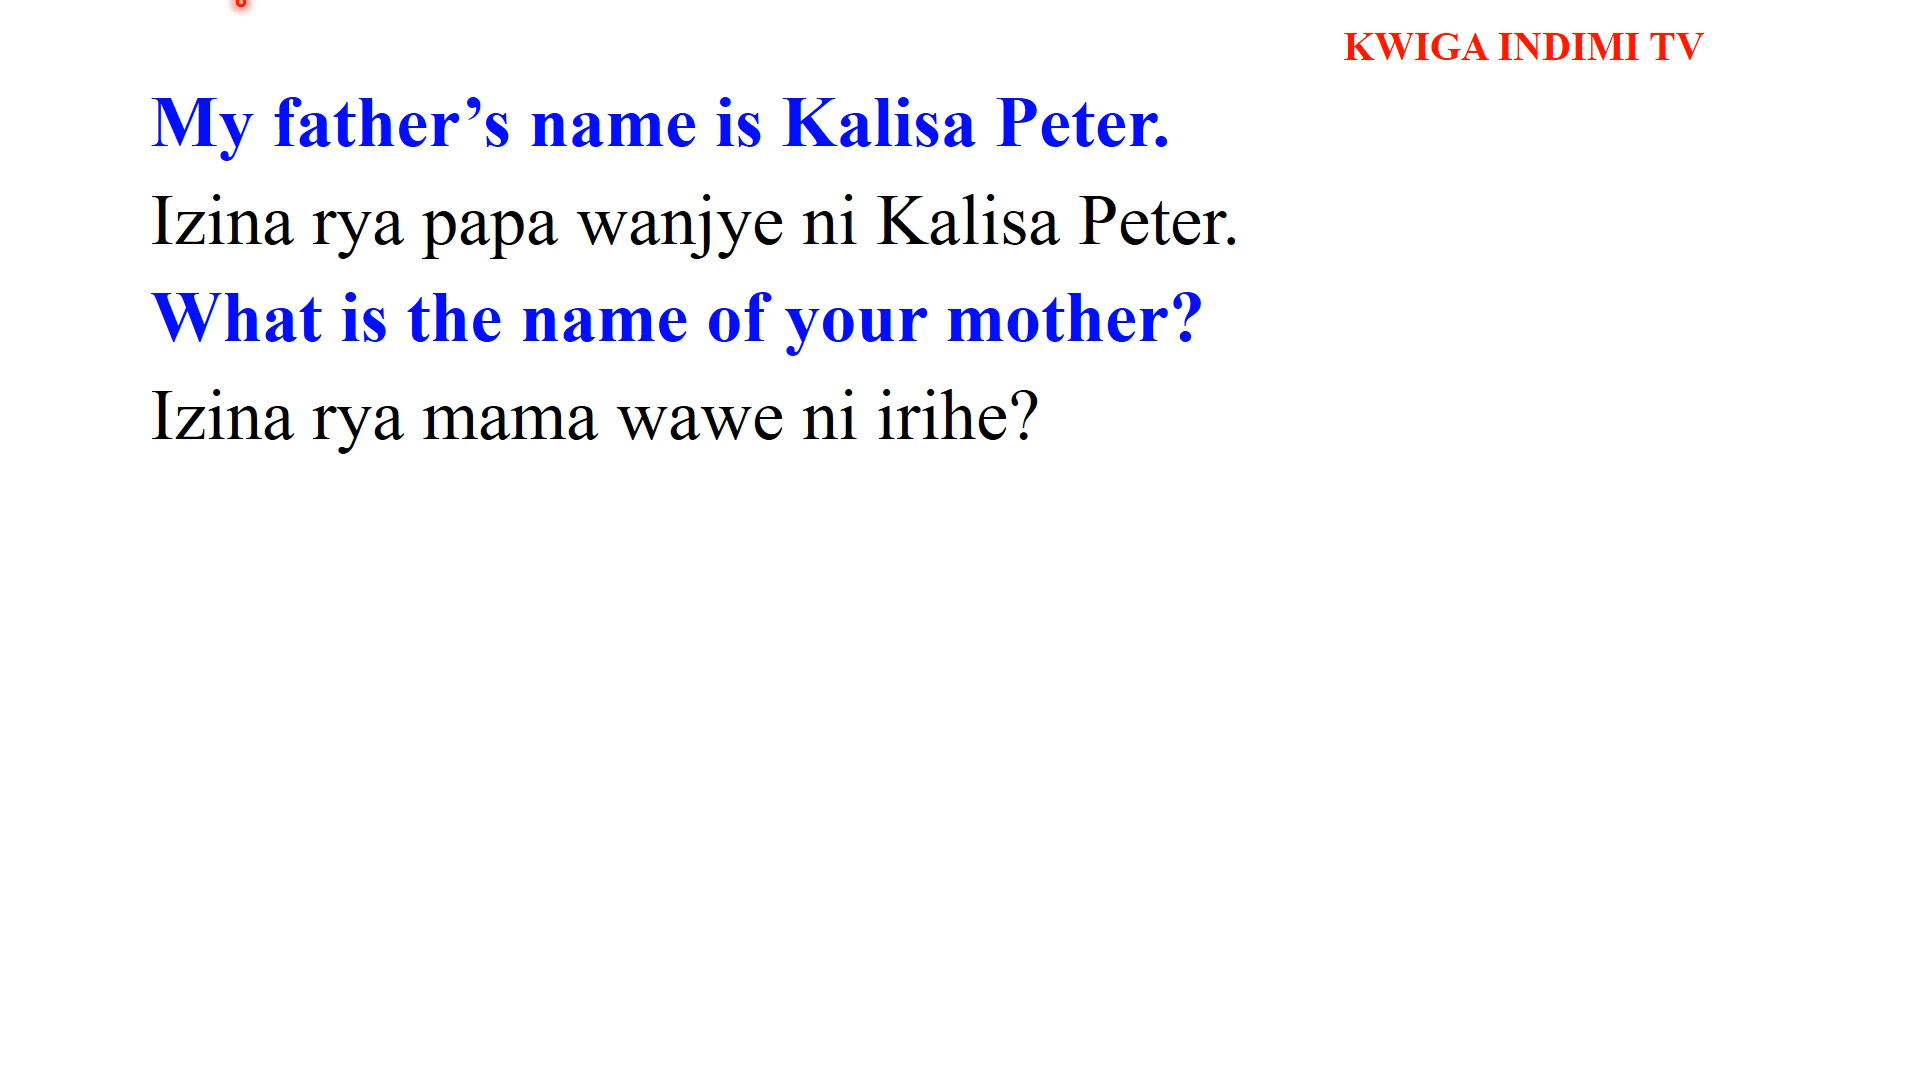 KWIGA INDIMI TV
My father’s name is Kalisa Peter.
Izina rya papa wanjye ni Kalisa Peter.
What is the name of your mother?
Izina rya mama wawe ni irihe?